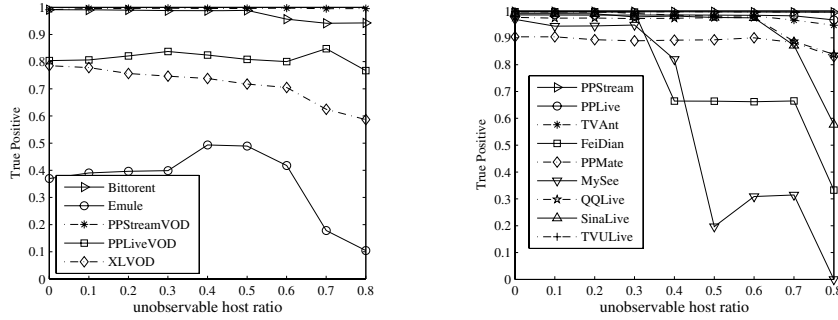 1
0.9
0.8
0.7
0.6
0.5
0.4
0.3
0.2
0.1
0
True Positive
Bittorent
Emule
PPStreamVOD
PPLiveVOD
XLVOD
0 0.1 0.2 0.3 0.4 0.5 0.6 0.7 0.8
unobservable host ratio
1
0.9
0.8
0.7
0.6
0.5
0.4
0.3
0.2
0.1
0
True Positive
PPStream
PPLive
TVAnt
FeiDian
PPMate
MySee
QQLive
SinaLive
TVULive
0 0.1 0.2 0.3 0.4 0.5 0.6 0.7 0.8
unobservable host ratio